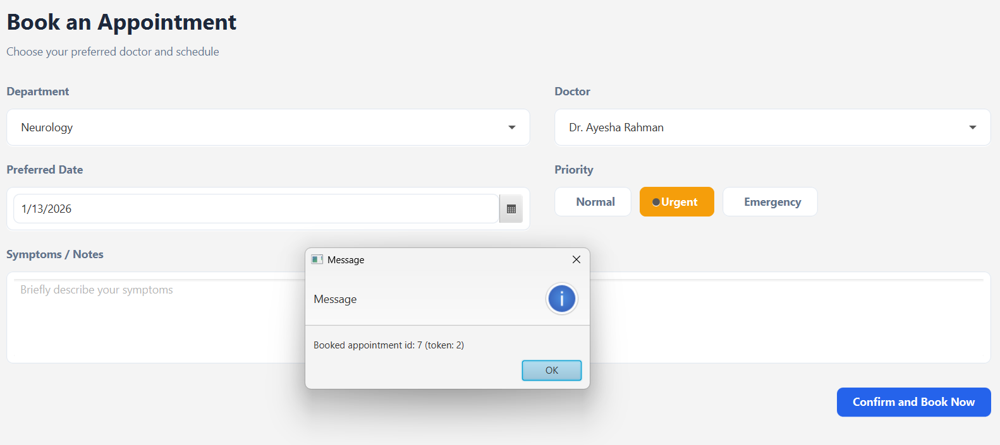 Book an Appointment
Choose your preferred doctor and schedule
Department
Doctor
Neurology
Dr. Ayesha Rahman
Preferred Date
Priority
1/13/2026
Normal
Urgent
Emergency
Symptoms / Notes
Briefly describe your symptoms
Message
Message
Booked appointment id: 7 (token: 2)
OK
Confirm and Book Now